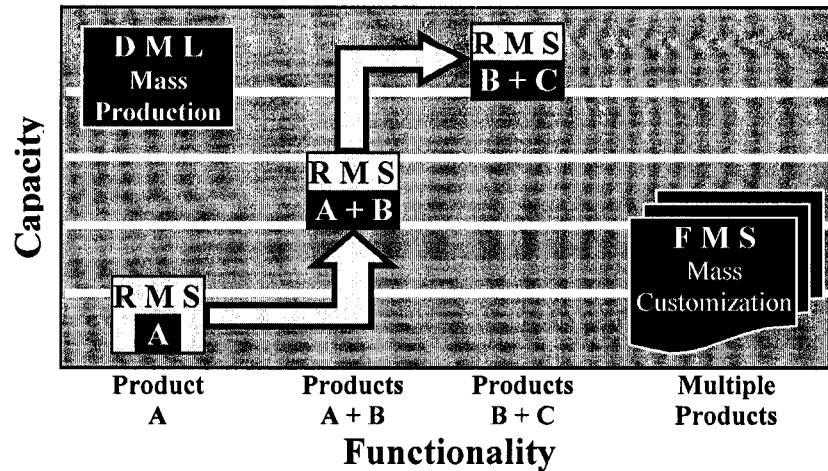 D M L
Mass
Production
R M S
B + C
R M S
A + B
F M S
Mass
Customization
R M S
A
Capacity
Product
A
Products
A + B
Products
B + C
Multiple
Products
Functionality